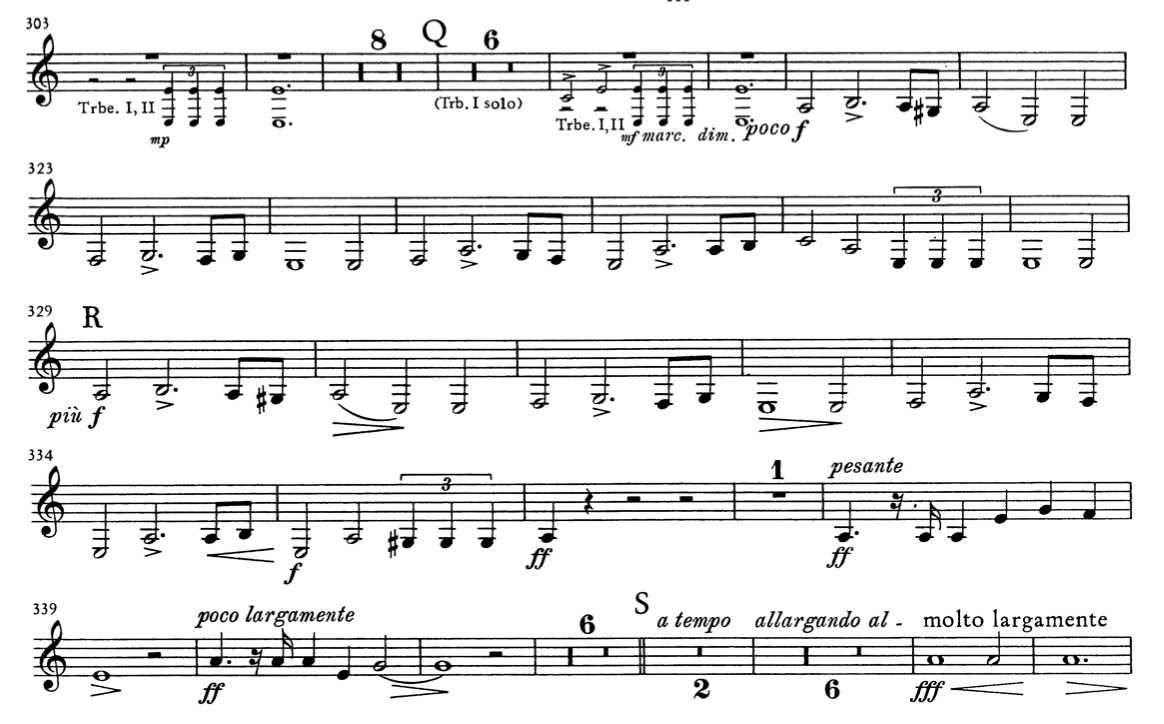 303 8 Q 6
3 3
Trbe. I, II (Trb. I solo) Trbe. I, II
mp mf marc. dim. poco f
323 3
329 R
più f
334 3 1 pesante
f ff ff
339 poco largamente 6 S a tempo allargando al - molto largamente
ff 2 6 fff